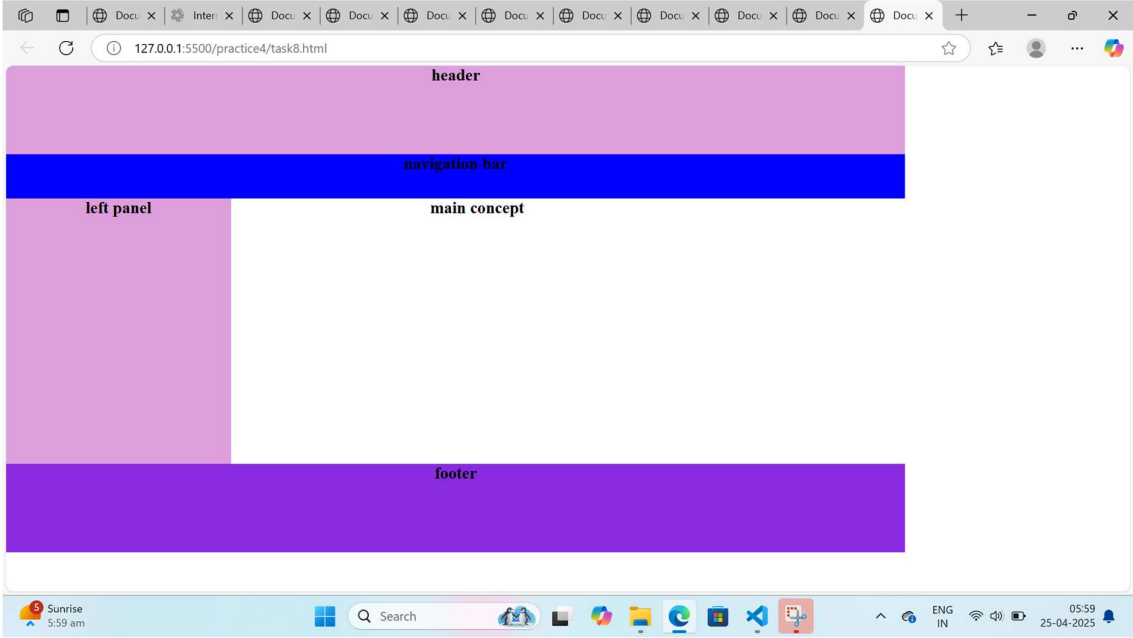 Docu
Intern
Docu
Docu
Docu
Docu
Docu
Docu
Docu
Docu
Docu
127.0.0.1:5500/practice4/task8.html
header
navigation bar
left panel
main concept
footer
5
Sunrise
5:59 am
Search
ENG
IN
05:59
25-04-2025